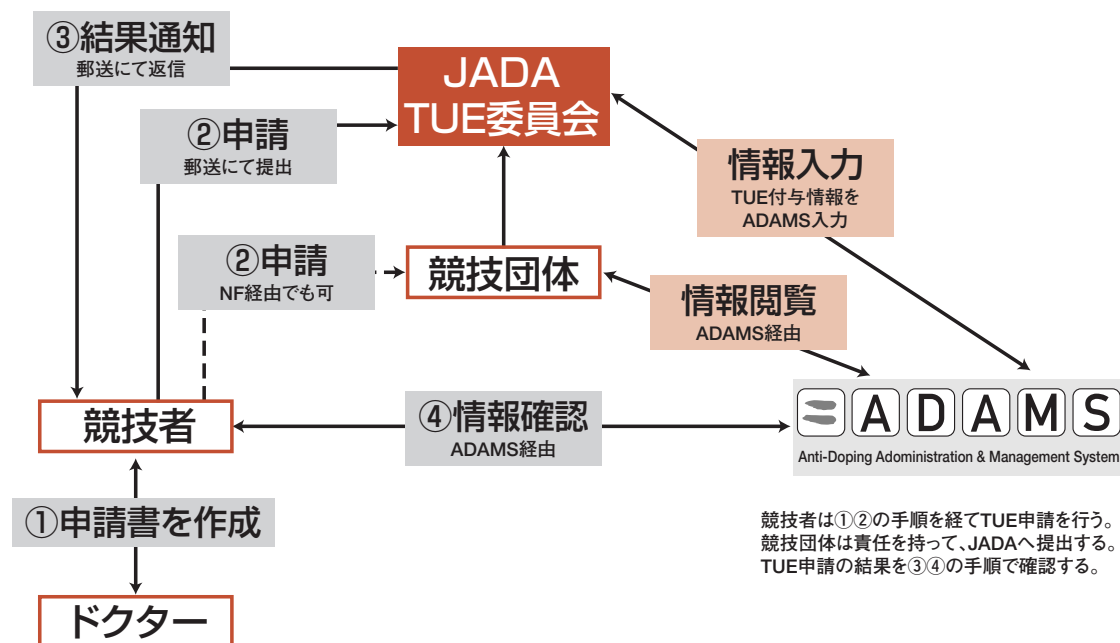 ③結果通知
郵送にて返信
JADA
TUE委員会
②申請
郵送にて提出
情報入力
TUE付与情報を
ADAMS入力
②申請
NF経由でも可
競技団体
情報閲覧
ADAMS経由
競技者
④情報確認
ADAMS経由
ADAMS
Anti-Doping Adoministration & Management System
①申請書を作成
競技者は①②の手順を経てTUE申請を行う。
競技団体は責任を持って、JADAへ提出する。
TUE申請の結果を③④の手順で確認する。
ドクター